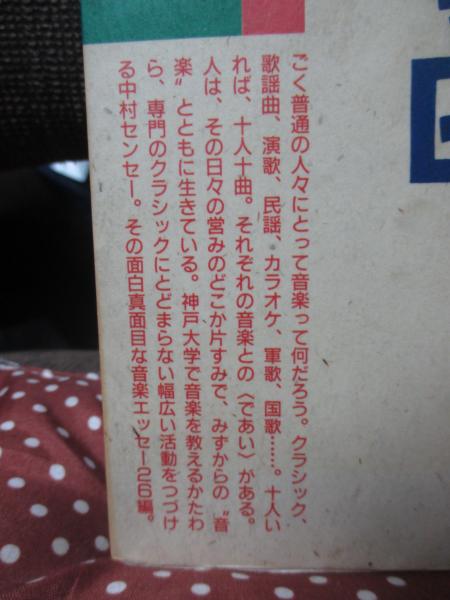 ごく普通の人々にとって音楽って何だろう。クラシック、
歌謡曲、演歌、民謡、カラオケ、軍歌、国歌……。十人い
れば、十人十曲。それぞれの音楽との〈であい〉がある。
人は、その日々の営みのどこか片すみで、みずからの〝音
楽〟とともに生きている。神戸大学で音楽を教えるかたわ
ら、専門のクラシックにとどまらない幅広い活動をつづけ
る中村センセー。その面白真面目な音楽エッセー26編。